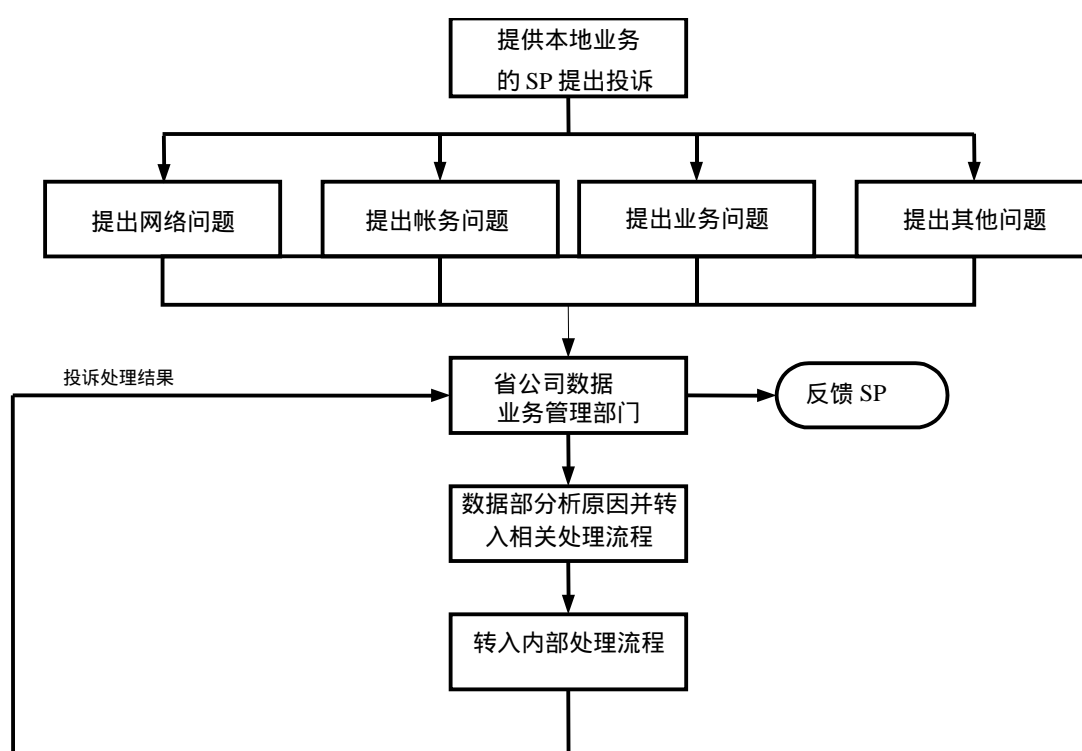 提供本地业务
的 SP 提出投诉
提出网络问题
提出帐务问题
提出业务问题
提出其他问题
投诉处理结果
省公司数据
业务管理部门
反馈 SP
数据部分析原因并转
入相关处理流程
转入内部处理流程